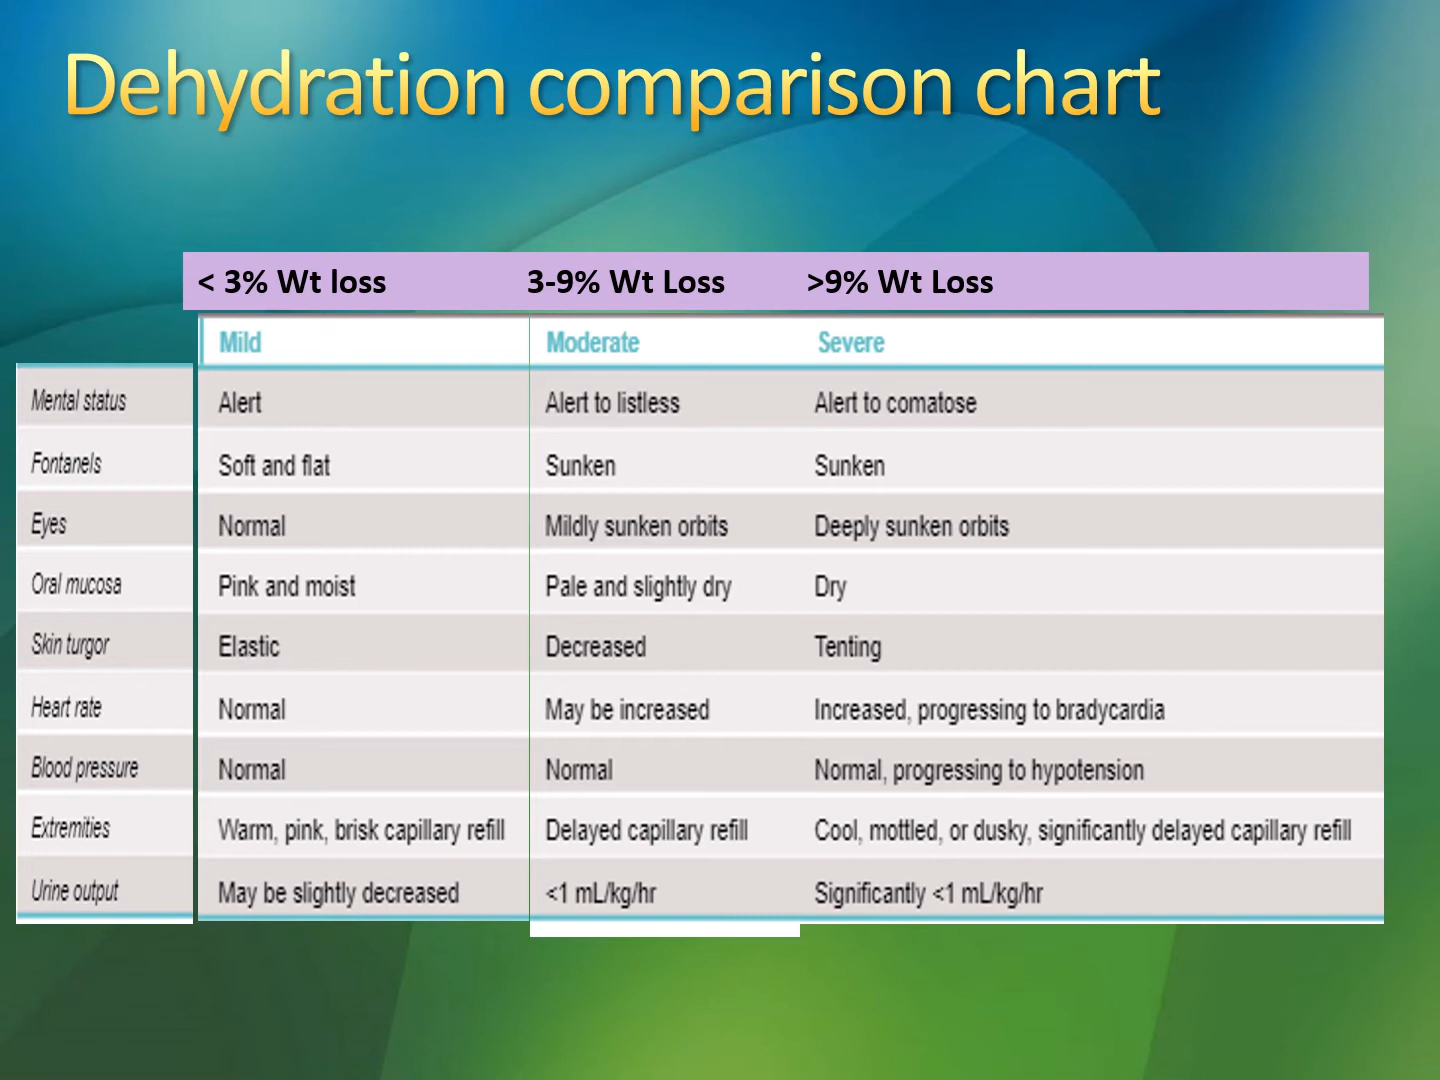 Dehydration comparison chart
< 3% Wt loss 3-9% Wt Loss >9% Wt Loss
Mild Moderate Severe
Mental status Alert Alert to listless Alert to comatose
Fontanels Soft and flat Sunken Sunken
Eyes Normal Mildly sunken orbits Deeply sunken orbits
Oral mucosa Pink and moist Pale and slightly dry Dry
Skin turgor Elastic Decreased Tenting
Heart rate Normal May be increased Increased, progressing to bradycardia
Blood pressure Normal Normal Normal, progressing to hypotension
Extremities Warm, pink, brisk capillary refill Delayed capillary refill Cool, mottled, or dusky, significantly delayed capillary refill
Urine output May be slightly decreased <1 mL/kg/hr Significantly <1 mL/kg/hr